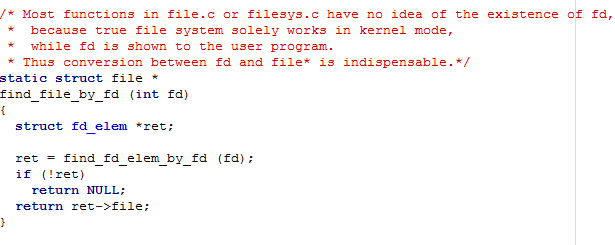 /* Most functions in file.c or filesys.c have no idea of the existence of fd,
 *  because true file system solely works in kernel mode,
 *  while fd is shown to the user program.
 * Thus conversion between fd and file* is indispensable.*/
static struct file *
find_file_by_fd (int fd)
{
  struct fd_elem *ret;

  ret = find_fd_elem_by_fd (fd);
  if (!ret)
    return NULL;
  return ret->file;
}